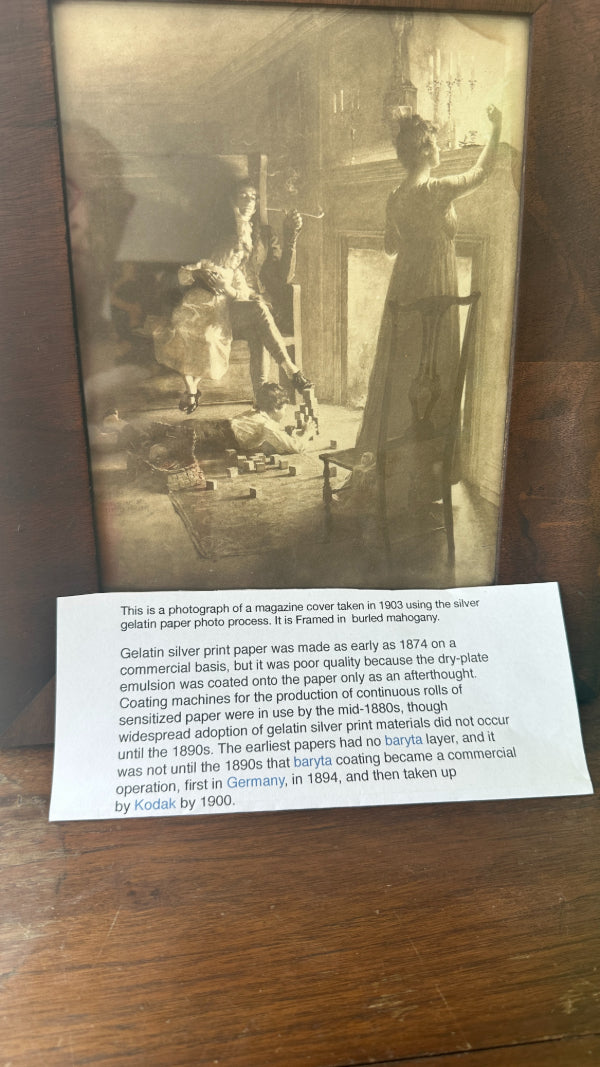 This is a photograph of a magazine cover taken in 1903 using the silver
gelatin paper photo process. It is Framed in burled mahogany.
Gelatin silver print paper was made as early as 1874 on a
commercial basis, but it was poor quality because the dry-plate
emulsion was coated onto the paper only as an afterthought.
Coating machines for the production of continuous rolls of
sensitized paper were in use by the mid-1880s, though
widespread adoption of gelatin silver print materials did not occur
until the 1890s. The earliest papers had no baryta layer, and it
was not until the 1890s that baryta coating became a commercial
operation, first in Germany, in 1894, and then taken up
by Kodak by 1900.